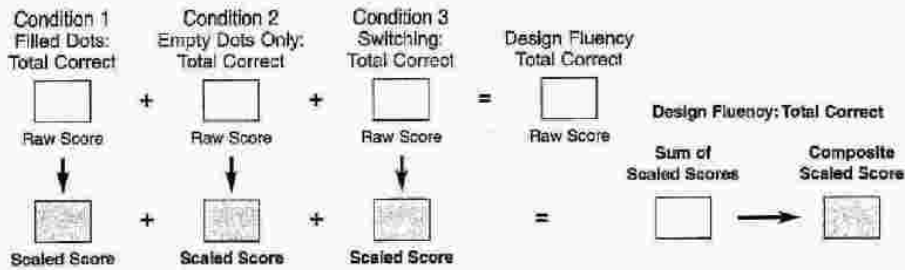 Condition 1
Filled Dots:
Total Correct
Condition 2
Empty Dots Only:
Total Correct
Condition 3
Switching:
Total Correct
Design Fluency
Total Correct
+
+
=
Raw Score
Raw Score
Raw Score
Raw Score
Design Fluency: Total Correct
Sum of
Scaled Scores
Composite
Scaled Score
+
+
=
Scaled Score
Scaled Score
Scaled Score